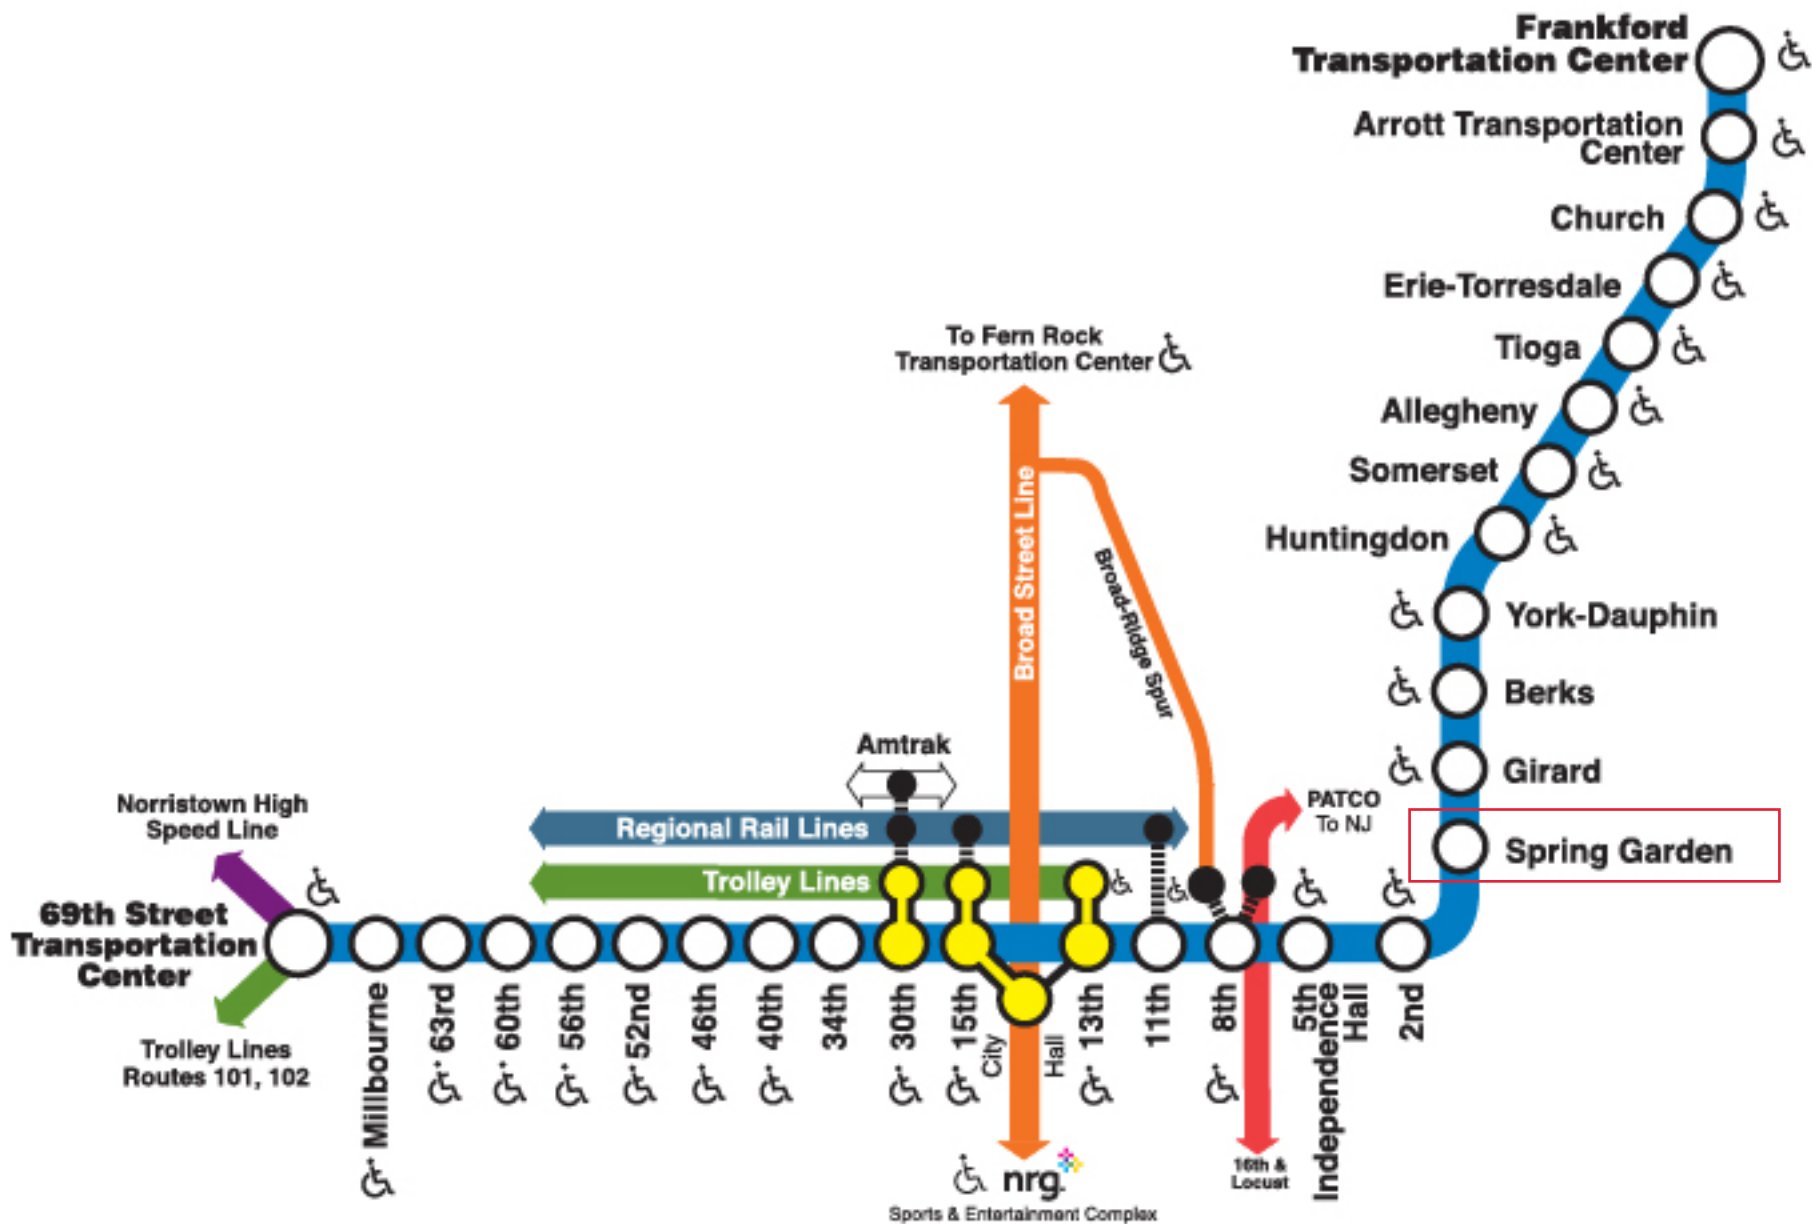 Frankford
Transportation Center
Arrott Transportation
Center
Church
Erie-Torresdale
Tioga
Allegheny
Somerset
Huntingdon
York-Dauphin
Berks
Girard
Spring Garden
To Fern Rock
Transportation Center
Broad Street Line
Broad-Ridge Spur
Amtrak
Regional Rail Lines
Trolley Lines
PATCO
To NJ
Norristown High
Speed Line
69th Street
Transportation
Center
Trolley Lines
Routes 101, 102
Millbourne
63rd
60th
56th
52nd
46th
40th
34th
30th
15th
City
Hall
13th
11th
8th
5th
Independence
Hall
2nd
16th &
Locust
nrg
Sports & Entertainment Complex